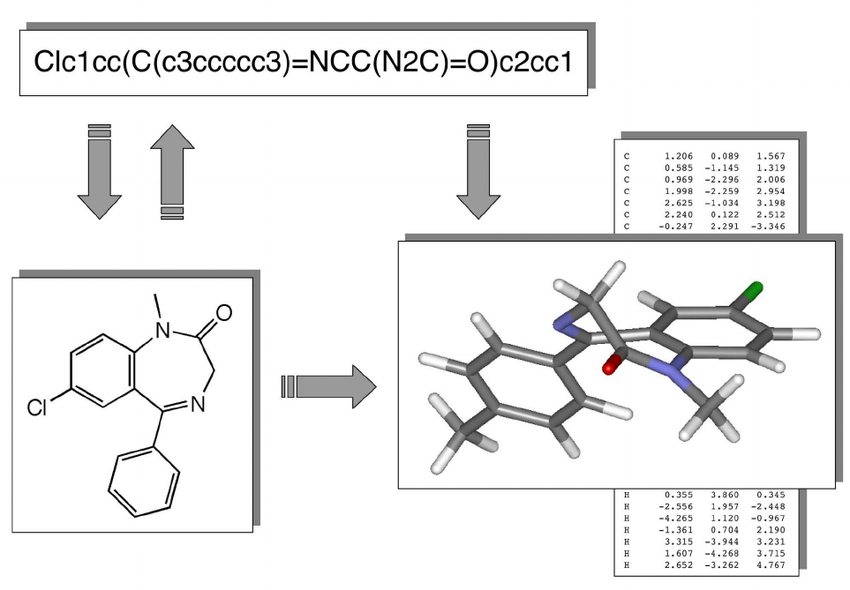 Clc1cc(C(c3ccccc3)=NCC(N2C)=O)c2cc1
C 1.206 0.089 1.567
C 0.585 -1.145 1.319
C 0.969 -2.296 2.006
C 1.998 -2.259 2.954
C 2.625 -1.034 3.198
C 2.240 0.122 2.512
C -0.247 2.291 -3.346
N
O
Cl
N
H 0.355 3.860 0.345
H -2.556 1.957 -2.448
H -4.265 1.120 -0.967
H -1.361 0.704 2.190
H 3.315 -3.944 3.231
H 1.607 -4.268 3.715
H 2.652 -3.262 4.767